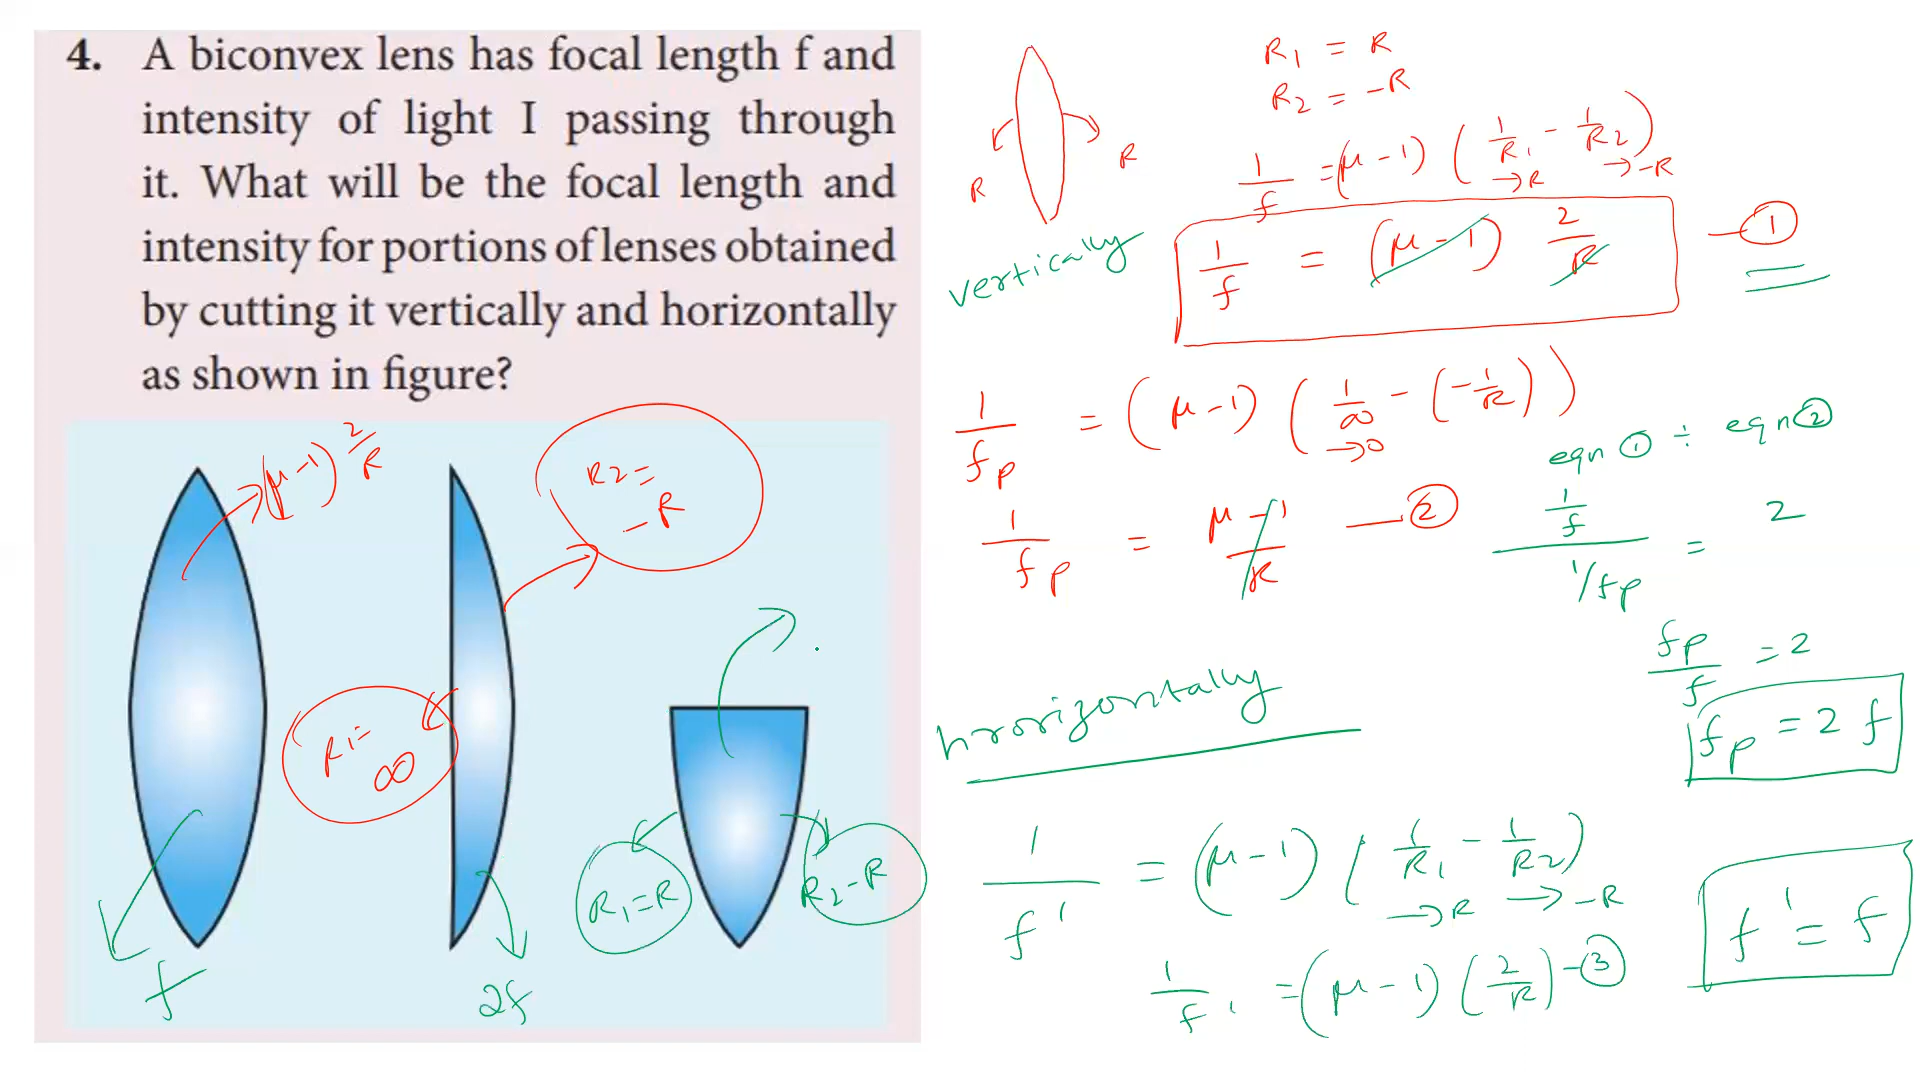 4. A biconvex lens has focal length f and
intensity of light I passing through
it. What will be the focal length and
intensity for portions of lenses obtained
by cutting it vertically and horizontally
as shown in figure?
(μ-1) 2/R
R2 =
-R
R1 =
∞
R1=R
R2-R
f
2f
R R
R1 = R
R2 = -R
1/f = (μ-1) (1/R1 - 1/R2)
→R →-R
vertically
1/f = (μ-1) 2/R — ①
1/fp = (μ-1) (1/∞ - (-1/R))
→0
1/fp = μ-1/R — ②
eqn ① ÷ eqn ②
1/f / 1/fp = 2
fp/f = 2
fp = 2 f
hrorizontally
1/f' = (μ-1) (1/R1 - 1/R2)
→R →-R
1/f' = (μ-1) (2/R) - ③
f' = f